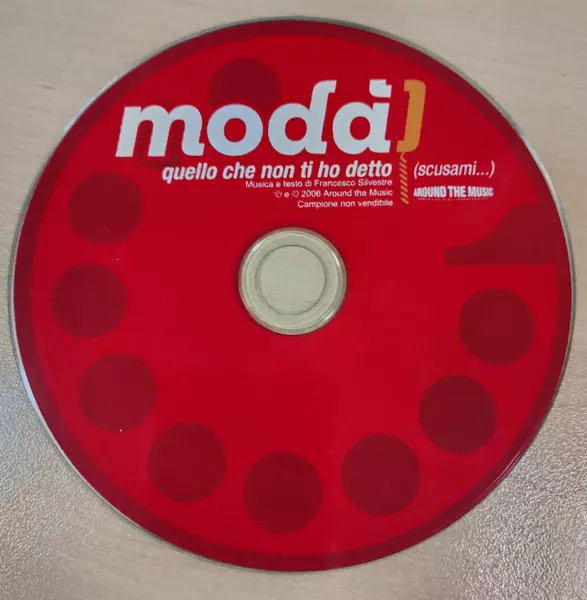 modà
quello che non ti ho detto (scusami...)
Musica e testo di Francesco Silvestre
℗ e © 2006 Around the Music
Campione non vendibile
AROUND THE MUSIC